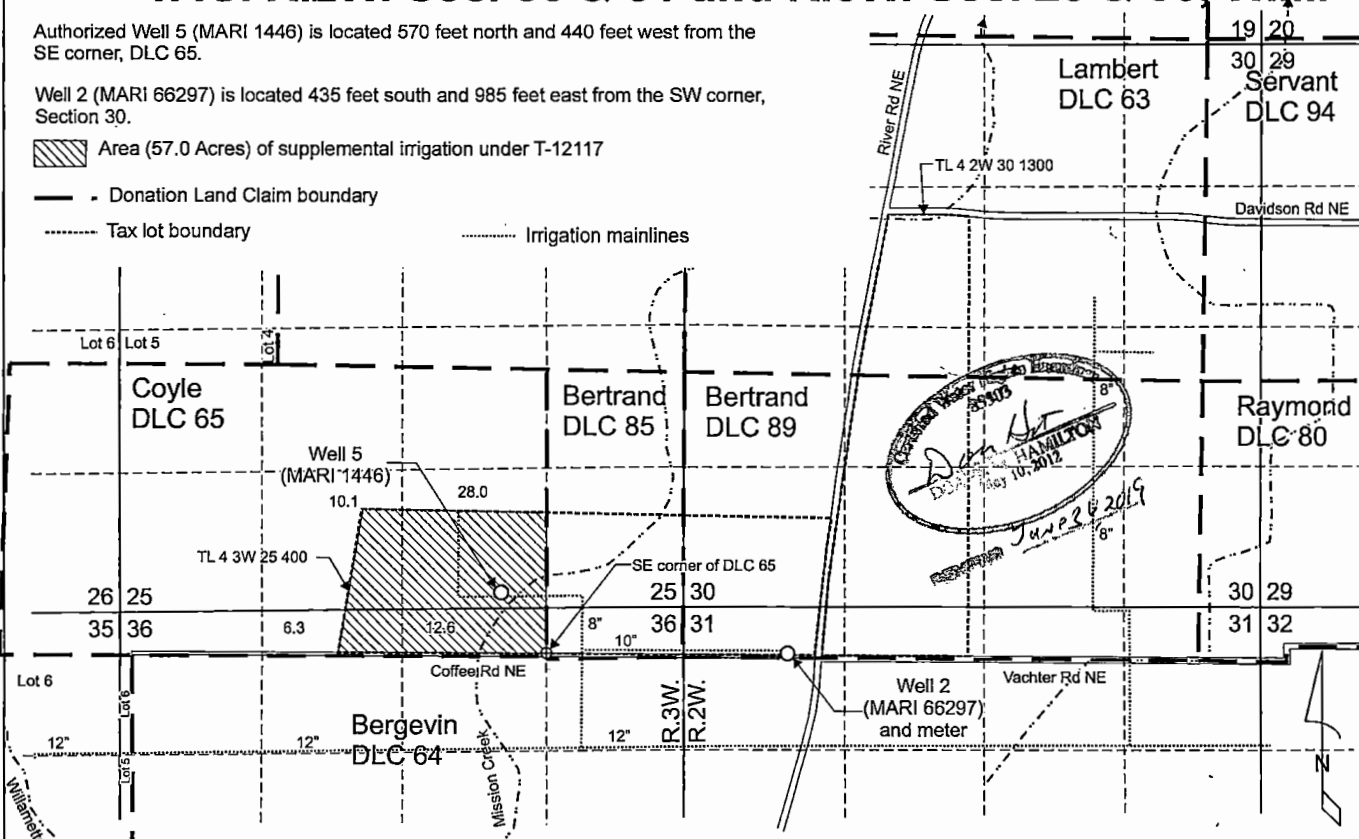 Authorized Well 5 (MARI 1446) is located 570 feet north and 440 feet west from the
SE corner, DLC 65.
Well 2 (MARI 66297) is located 435 feet south and 985 feet east from the SW corner,
Section 30.
Area (57.0 Acres) of supplemental irrigation under T-12117
Donation Land Claim boundary
Tax lot boundary
Irrigation mainlines
19 20
30 29
Lambert
DLC 63
Servant
DLC 94
River Rd NE
TL 4 2W 30 1300
Davidson Rd NE
Lot 6 Lot 5
Lot 4
Coyle
DLC 65
Bertrand
DLC 85
Bertrand
DLC 89
Raymond
DLC 80
HAMILTON
May 10, 2012
June 30 2019
8"
8"
Well 5
(MARI 1446)
10.1
28.0
TL 4 3W 25 400
SE corner of DLC 65
26 25
35 36
25 30
36 31
30 29
31 32
6.3
12.6
8"
10"
Coffee Rd NE
Vachter Rd NE
Well 2
(MARI 66297)
and meter
Lot 6
Lot 6
Lot 5
Bergevin
DLC 64
R.3W.
R.2W.
12"
12"
12"
Mission Creek
N